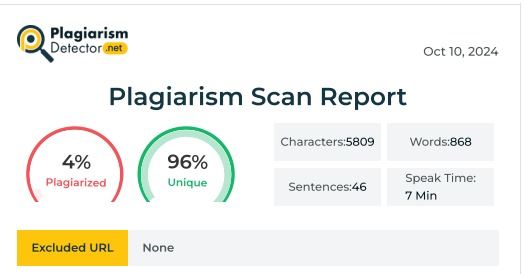 Plagiarism
Detector.net
Oct 10, 2024
Plagiarism Scan Report
4%
Plagiarized
96%
Unique
Characters:5809
Words:868
Sentences:46
Speak Time:
7 Min
Excluded URL
None